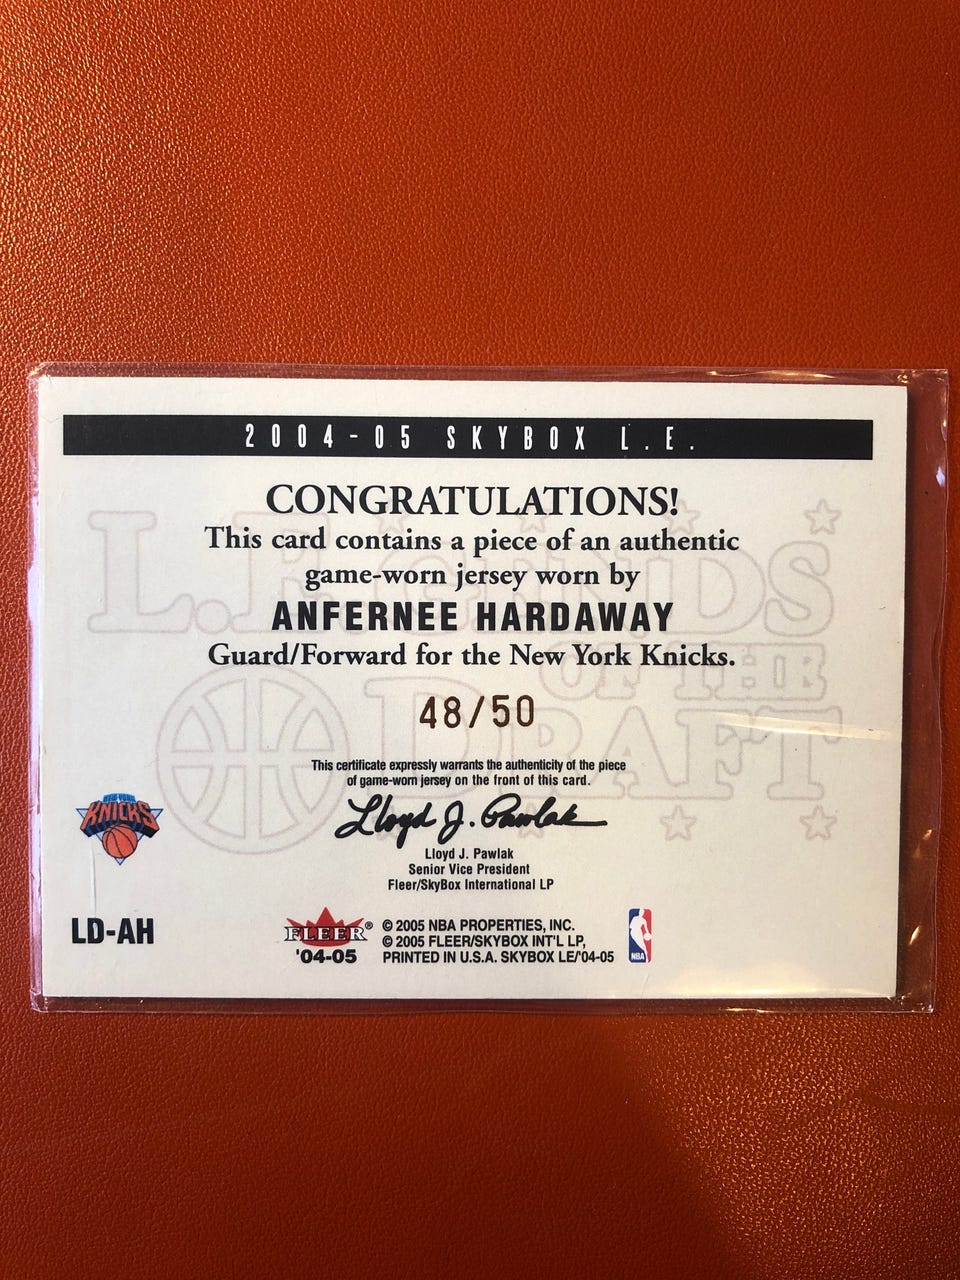 2004-05 SKYBOX L.E.
CONGRATULATIONS!
This card contains a piece of an authentic
game-worn jersey worn by
ANFERNEE HARDAWAY
Guard/Forward for the New York Knicks.
48/50
L.E.GENDS
OF THE
DRAFT
This certificate expressly warrants the authenticity of the piece
of game-worn jersey on the front of this card.
Lloyd J. Pawlak
Lloyd J. Pawlak
Senior Vice President
Fleer/SkyBox International LP
NEW YORK
KNICKS
LD-AH
FLEER®
'04-05
© 2005 NBA PROPERTIES, INC.
© 2005 FLEER/SKYBOX INT'L LP,
PRINTED IN U.S.A. SKYBOX LE/'04-05
NBA